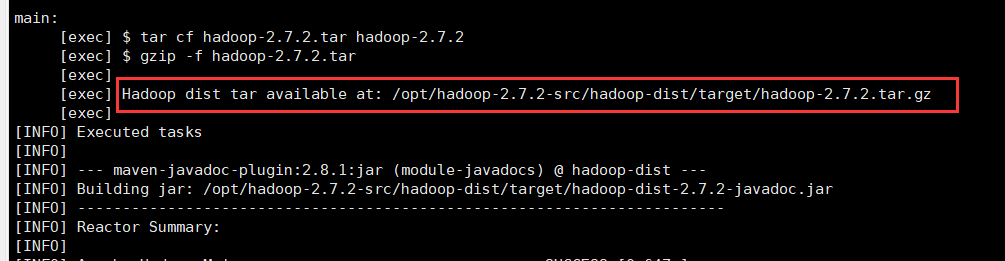 main:
[exec] $ tar cf hadoop-2.7.2.tar hadoop-2.7.2
[exec] $ gzip -f hadoop-2.7.2.tar
[exec]
[exec] Hadoop dist tar available at: /opt/hadoop-2.7.2-src/hadoop-dist/target/hadoop-2.7.2.tar.gz
[exec]
[INFO] Executed tasks
[INFO]
[INFO] --- maven-javadoc-plugin:2.8.1:jar (module-javadocs) @ hadoop-dist ---
[INFO] Building jar: /opt/hadoop-2.7.2-src/hadoop-dist/target/hadoop-dist-2.7.2-javadoc.jar
[INFO] ------------------------------------------------------------------------
[INFO] Reactor Summary:
[INFO]